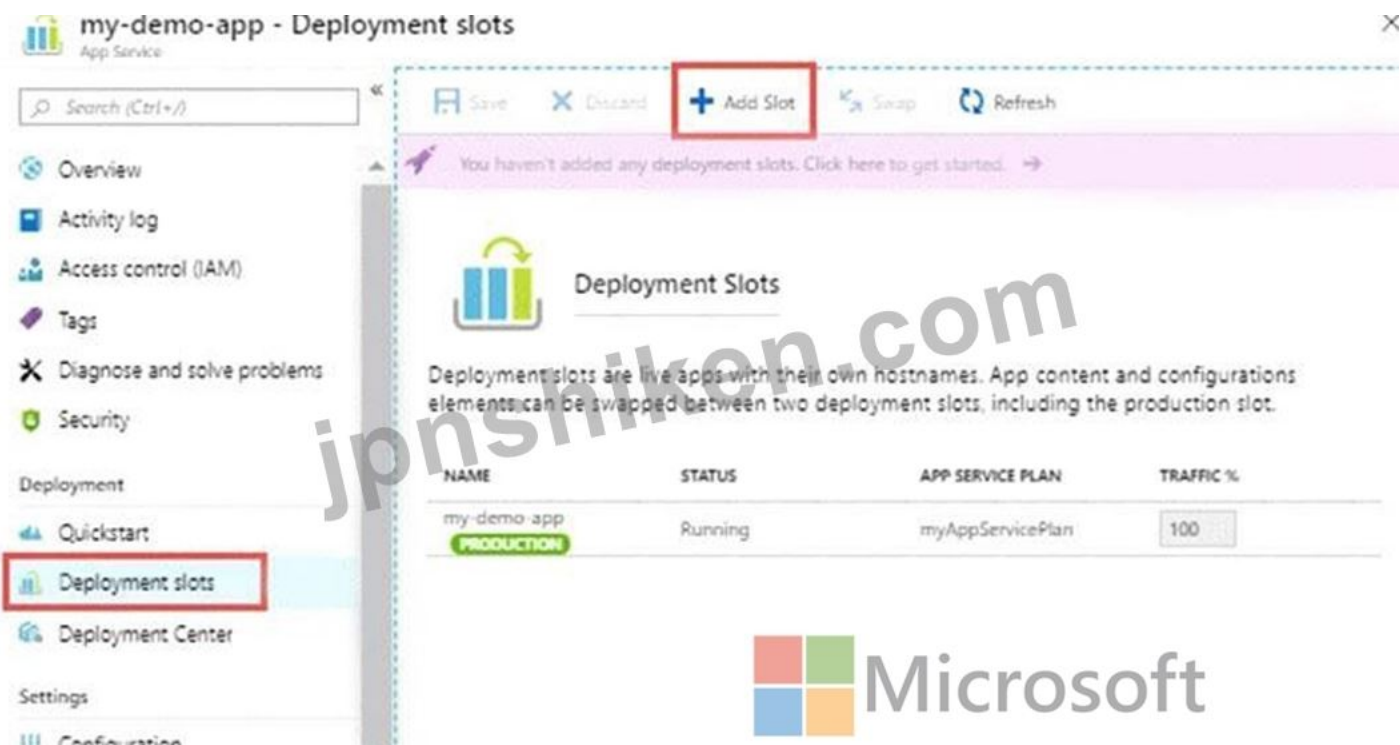 my-demo-app - Deployment slots
App Service
Search (Ctrl+/)
«
Overview
Activity log
Access control (IAM)
Tags
Diagnose and solve problems
Security
Deployment
Quickstart
Deployment slots
Deployment Center
Settings
Configuration
Save
Discard
Add Slot
Swap
Refresh
You haven't added any deployment slots. Click here to get started. →
Deployment Slots
Deployment slots are live apps with their own hostnames. App content and configurations
elements can be swapped between two deployment slots, including the production slot.
NAME STATUS APP SERVICE PLAN TRAFFIC %
my-demo-app Running myAppServicePlan 100
PRODUCTION
jpnshiken.com
Microsoft